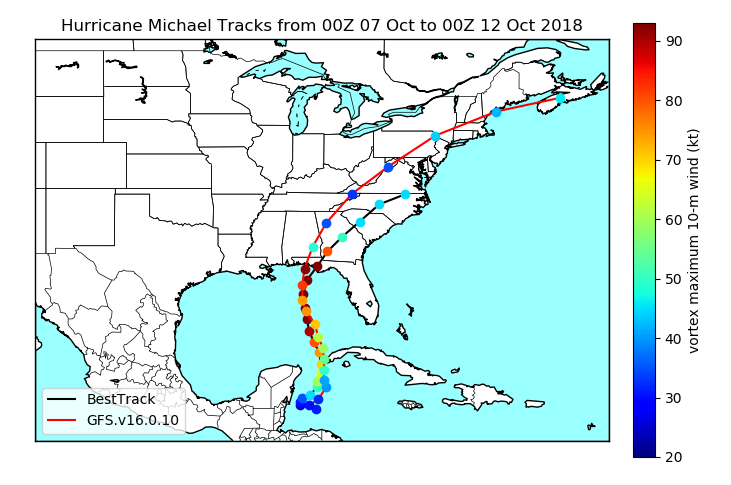 Hurricane Michael Tracks from 00Z 07 Oct to 00Z 12 Oct 2018
BestTrack
GFS.v16.0.10
90
80
70
60
50
40
30
20
vortex maximum 10-m wind (kt)